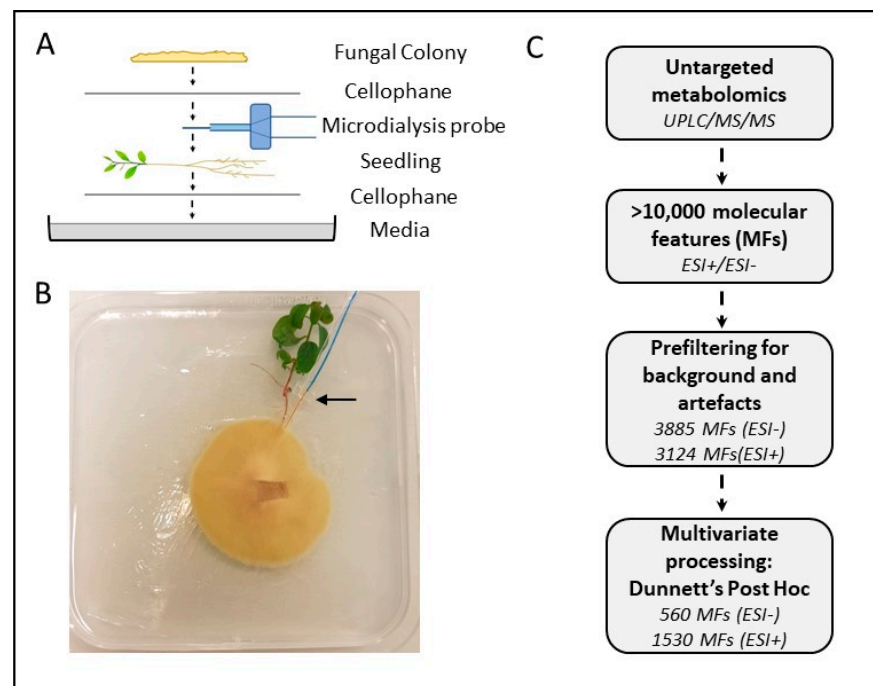 A
Fungal Colony
Cellophane
Microdialysis probe
Seedling
Cellophane
Media
B
C
Untargeted
metabolomics
UPLC/MS/MS
>10,000 molecular
features (MFs)
ESI+/ESI-
Prefiltering for
background and
artefacts
3885 MFs (ESI-)
3124 MFs(ESI+)
Multivariate
processing:
Dunnett's Post Hoc
560 MFs (ESI-)
1530 MFs (ESI+)